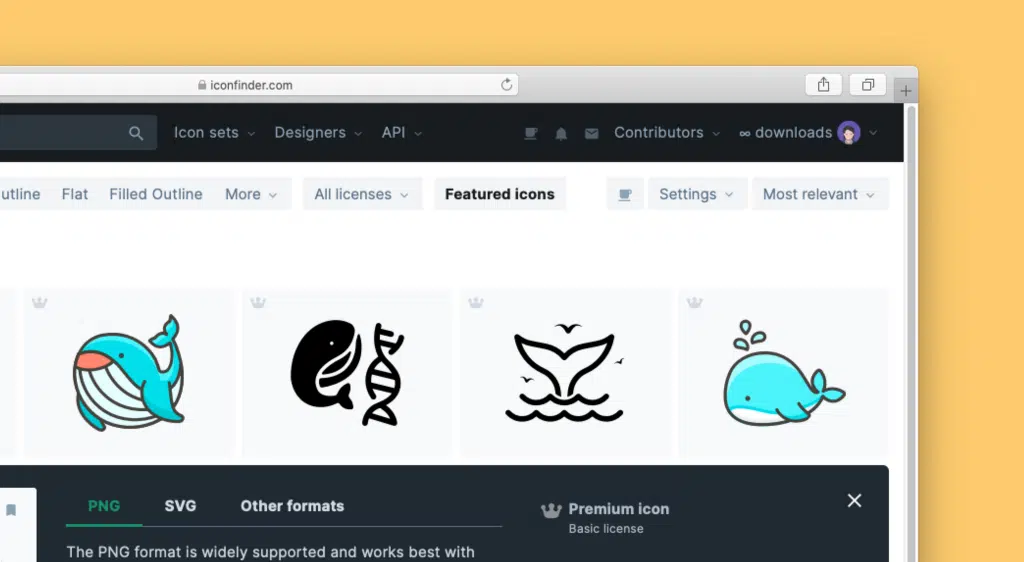 iconfinder.com
Icon sets Designers API Contributors ∞ downloads
utline Flat Filled Outline More All licenses Featured icons Settings Most relevant
PNG SVG Other formats Premium icon
Basic license
The PNG format is widely supported and works best with